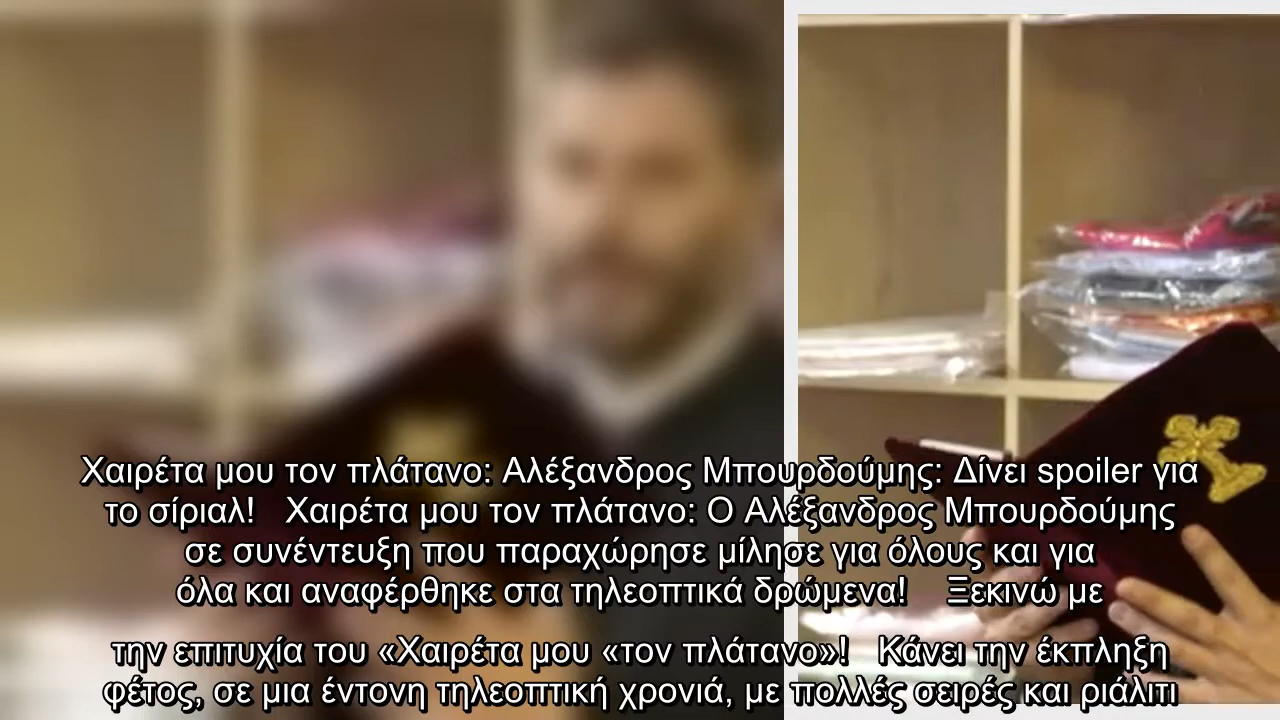 Χαιρέτα μου τον πλάτανο: Αλέξανδρος Μπουρδούμης: Δίνει spoiler για
το σίριαλ! Χαιρέτα μου τον πλάτανο: Ο Αλέξανδρος Μπουρδούμης
σε συνέντευξη που παραχώρησε μίλησε για όλους και για
όλα και αναφέρθηκε στα τηλεοπτικά δρώμενα! Ξεκινώ με
την επιτυχία του «Χαιρέτα μου «τον πλάτανο»! Κάνει την έκπληξη
φέτος, σε μια έντονη τηλεοπτική χρονιά, με πολλές σειρές και ριάλιτι